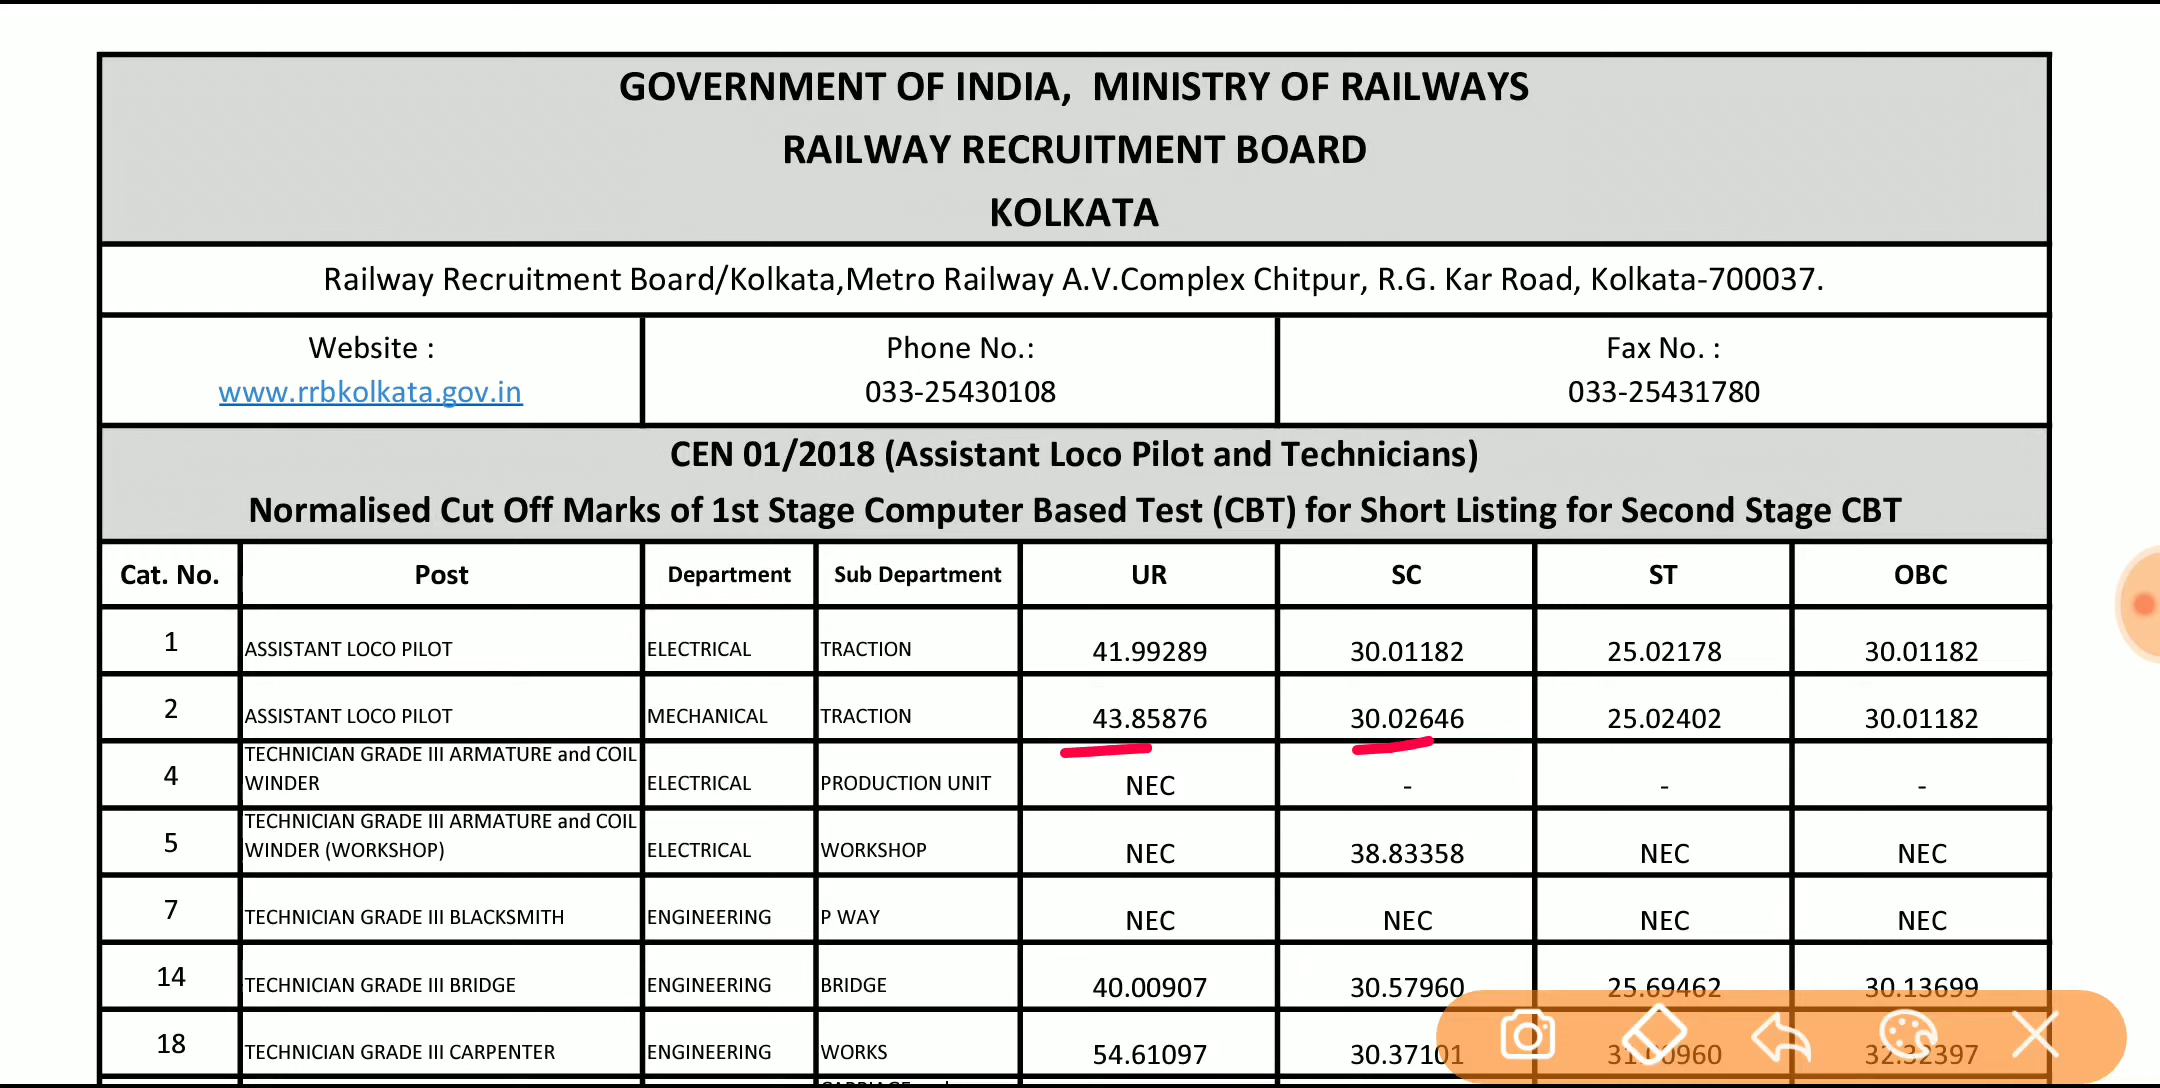 GOVERNMENT OF INDIA, MINISTRY OF RAILWAYS
RAILWAY RECRUITMENT BOARD
KOLKATA
Railway Recruitment Board/Kolkata,Metro Railway A.V.Complex Chitpur, R.G. Kar Road, Kolkata-700037.
Website : Phone No.: Fax No. :
www.rrbkolkata.gov.in 033-25430108 033-25431780
CEN 01/2018 (Assistant Loco Pilot and Technicians)
Normalised Cut Off Marks of 1st Stage Computer Based Test (CBT) for Short Listing for Second Stage CBT
Cat. No. Post Department Sub Department UR SC ST OBC
1 ASSISTANT LOCO PILOT ELECTRICAL TRACTION 41.99289 30.01182 25.02178 30.01182
2 ASSISTANT LOCO PILOT MECHANICAL TRACTION 43.85876 30.02646 25.02402 30.01182
TECHNICIAN GRADE III ARMATURE and COIL
4 WINDER ELECTRICAL PRODUCTION UNIT NEC - - -
TECHNICIAN GRADE III ARMATURE and COIL
5 WINDER (WORKSHOP) ELECTRICAL WORKSHOP NEC 38.83358 NEC NEC
7 TECHNICIAN GRADE III BLACKSMITH ENGINEERING P WAY NEC NEC NEC NEC
14 TECHNICIAN GRADE III BRIDGE ENGINEERING BRIDGE 40.00907 30.57960 25.69462 30.13699
18 TECHNICIAN GRADE III CARPENTER ENGINEERING WORKS 54.61097 30.37101